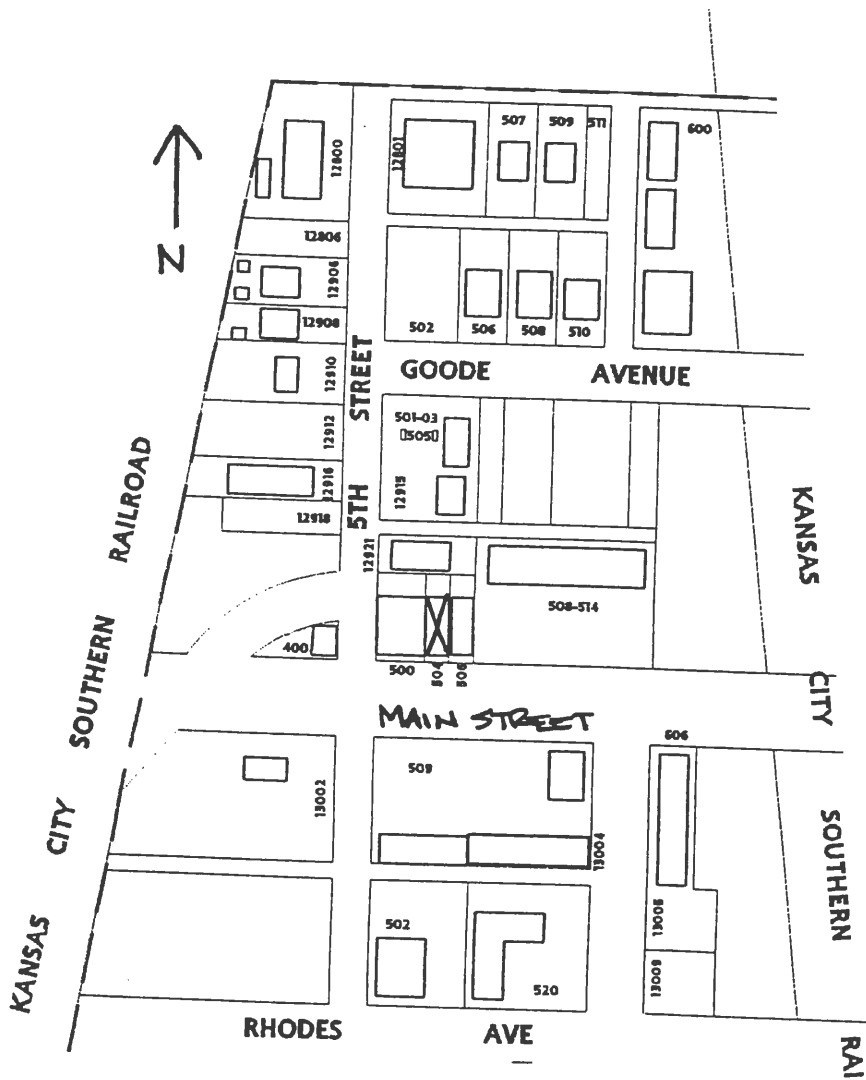 507
509
511
600
12800
12801
N
12806
12906
12908
502
506
508
510
STREET
12910
GOODE AVENUE
12912
501-03
505
12915
12916
12918
5TH
12921
KANSAS
508-514
RAILROAD
SOUTHERN
400
500
504
506
CITY
MAIN STREET
606
509
13002
13004
CITY
SOUTHERN
KANSAS
502
520
13008
13009
RHODES AVE
RAI